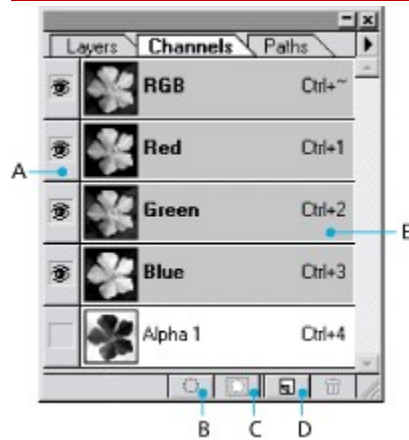 Layers Channels Paths
RGB Ctrl+~
Red Ctrl+1
A
Green Ctrl+2
E
Blue Ctrl+3
Alpha 1 Ctrl+4
B C D